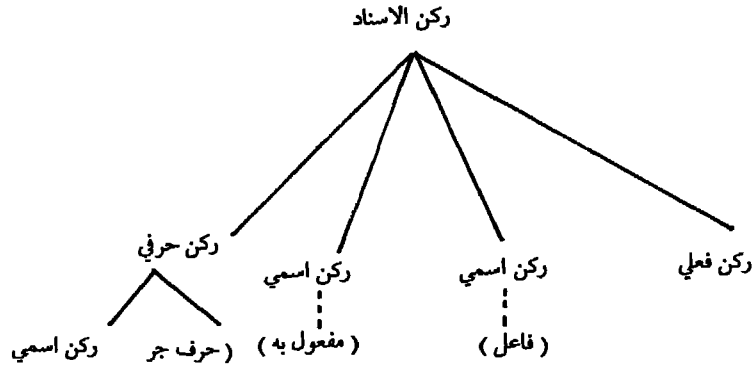 ركن الاسناد
ركن فعلي
ركن اسمي
ركن اسمي
ركن حرفي
( فاعل )
( مفعول به )
( حرف جر
ركن اسمي